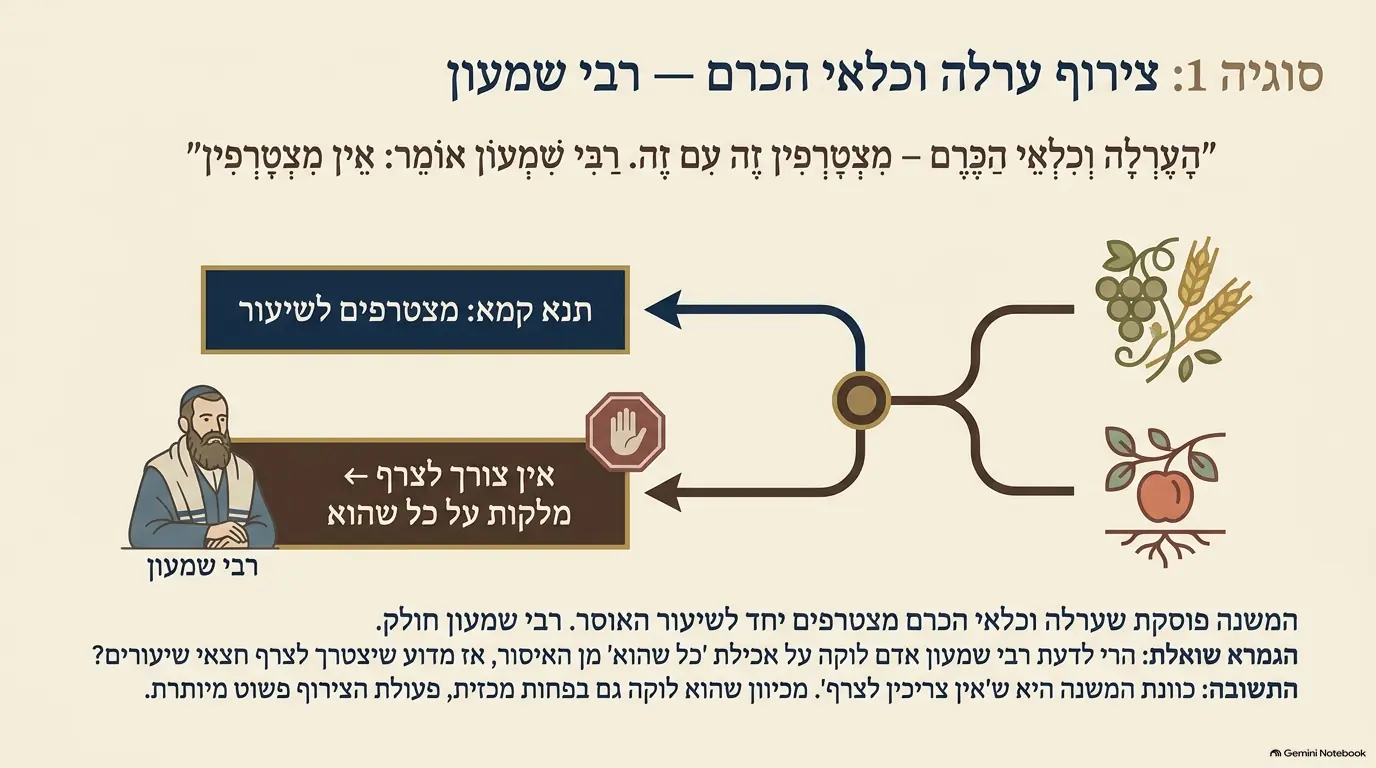 סוגיה 1: צירוף ערלה וכלאי הכרם — רבי שמעון
"הָעֶרְלָה וְכִלְאֵי הַכֶּרֶם – מִצְטָרְפִין זֶה עִם זֶה. רַבִּי שִׁמְעוֹן אוֹמֵר: אֵין מִצְטָרְפִין"
תנא קמא: מצטרפים לשיעור
אין צורך לצרף ←
מלקות על כל שהוא
רבי שמעון
המשנה פוסקת שערלה וכלאי הכרם מצטרפים יחד לשיעור האוסר. רבי שמעון חולק.
הגמרא שואלת: הרי לדעת רבי שמעון אדם לוקה על אכילת 'כל שהוא' מן האיסור, אז מדוע שיצטרך לצרף חצאי שיעורים?
התשובה: כוונת המשנה היא ש'אין צריכין לצרף'. מכיוון שהוא לוקה גם בפחות מכזית, פעולת הצירוף פשוט מיותרת.
Gemini Notebook